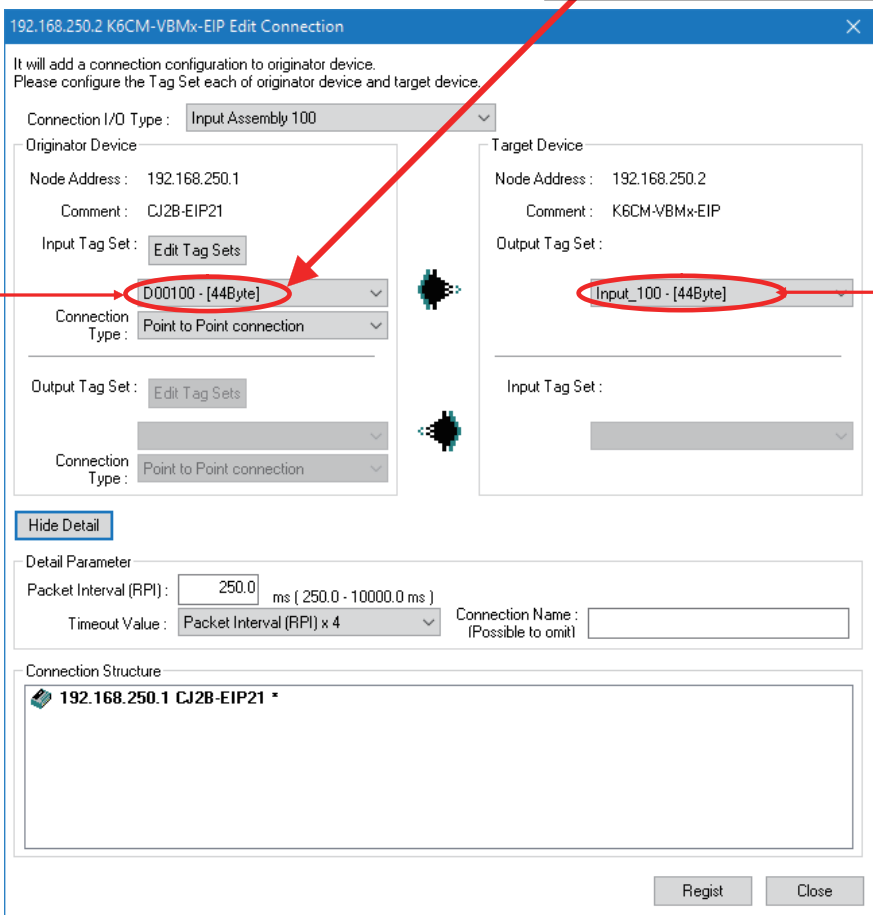 192.168.250.2 K6CM-VBMx-EIP Edit Connection
It will add a connection configuration to originator device.
Please configure the Tag Set each of originator device and target device.
Connection I/O Type : Input Assembly 100
Originator Device
Node Address : 192.168.250.1
Comment : CJ2B-EIP21
Input Tag Set : Edit Tag Sets
D00100 - [44Byte]
Connection Type : Point to Point connection
Output Tag Set : Edit Tag Sets
Connection Type : Point to Point connection
Target Device
Node Address : 192.168.250.2
Comment : K6CM-VBMx-EIP
Output Tag Set :
Input_100 - [44Byte]
Input Tag Set :
Hide Detail
Detail Parameter
Packet Interval (RPI) : 250.0 ms ( 250.0 - 10000.0 ms )
Timeout Value : Packet Interval (RPI) x 4
Connection Name :
(Possible to omit)
Connection Structure
192.168.250.1 CJ2B-EIP21 *
Regist Close